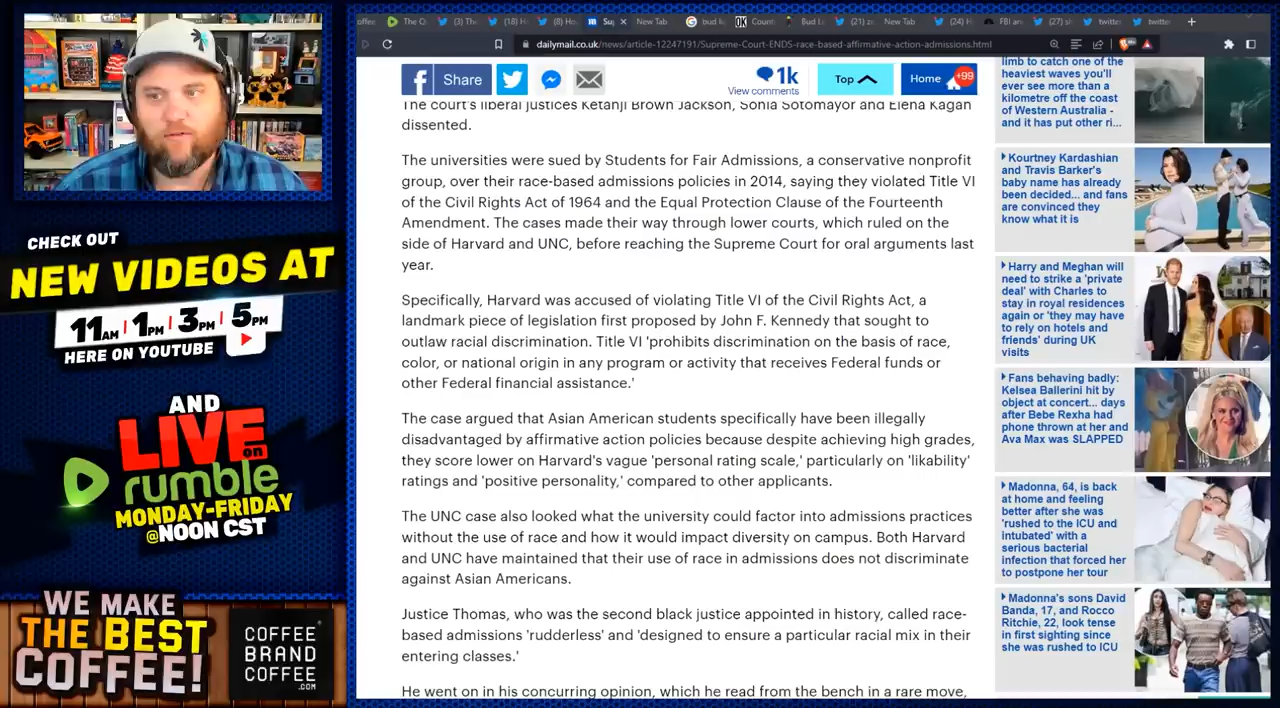 coffee
The O.
(3) Th
(18) H
(8) Ho
Su
New Tab
bud li
Count
Bud L
(21) z
New Tab
(24) H
FBI an
(27) s
twitte
twitte
dailymail.co.uk/news/article-12247191/Supreme-Court-ENDS-race-based-affirmative-action-admissions.html
Share
1k
View comments
Top
Home
+99
The court's liberal justices Ketanji Brown Jackson, Sonia Sotomayor and Elena Kagan
dissented.
The universities were sued by Students for Fair Admissions, a conservative nonprofit
group, over their race-based admissions policies in 2014, saying they violated Title VI
of the Civil Rights Act of 1964 and the Equal Protection Clause of the Fourteenth
Amendment. The cases made their way through lower courts, which ruled on the
side of Harvard and UNC, before reaching the Supreme Court for oral arguments last
year.
Specifically, Harvard was accused of violating Title VI of the Civil Rights Act, a
landmark piece of legislation first proposed by John F. Kennedy that sought to
outlaw racial discrimination. Title VI 'prohibits discrimination on the basis of race,
color, or national origin in any program or activity that receives Federal funds or
other Federal financial assistance.'
The case argued that Asian American students specifically have been illegally
disadvantaged by affirmative action policies because despite achieving high grades,
they score lower on Harvard's vague 'personal rating scale,' particularly on 'likability'
ratings and 'positive personality,' compared to other applicants.
The UNC case also looked what the university could factor into admissions practices
without the use of race and how it would impact diversity on campus. Both Harvard
and UNC have maintained that their use of race in admissions does not discriminate
against Asian Americans.
Justice Thomas, who was the second black justice appointed in history, called race-
based admissions 'rudderless' and 'designed to ensure a particular racial mix in their
entering classes.'
He went on in his concurring opinion, which he read from the bench in a rare move,
limb to catch one of the
heaviest waves you'll
ever see more than a
kilometre off the coast
of Western Australia -
and it has put other ri...
Kourtney Kardashian
and Travis Barker's
baby name has already
been decided... and fans
are convinced they
know what it is
Harry and Meghan will
need to strike a 'private
deal' with Charles to
stay in royal residences
again or 'they may have
to rely on hotels and
friends' during UK
visits
Fans behaving badly:
Kelsea Ballerini hit by
object at concert... days
after Bebe Rexha had
phone thrown at her and
Ava Max was SLAPPED
Madonna, 64, is back
at home and feeling
better after she was
'rushed to the ICU and
intubated' with a
serious bacterial
infection that forced her
to postpone her tour
Madonna's sons David
Banda, 17, and Rocco
Ritchie, 22, look tense
in first sighting since
she was rushed to ICU
CHECK OUT
NEW VIDEOS AT
11AM | 1PM | 3PM | 5PM
HERE ON YOUTUBE
AND
LIVE on
rumble
MONDAY-FRIDAY
@NOON CST
WE MAKE
THE BEST
COFFEE!
COFFEE
BRAND
COFFEE
.COM